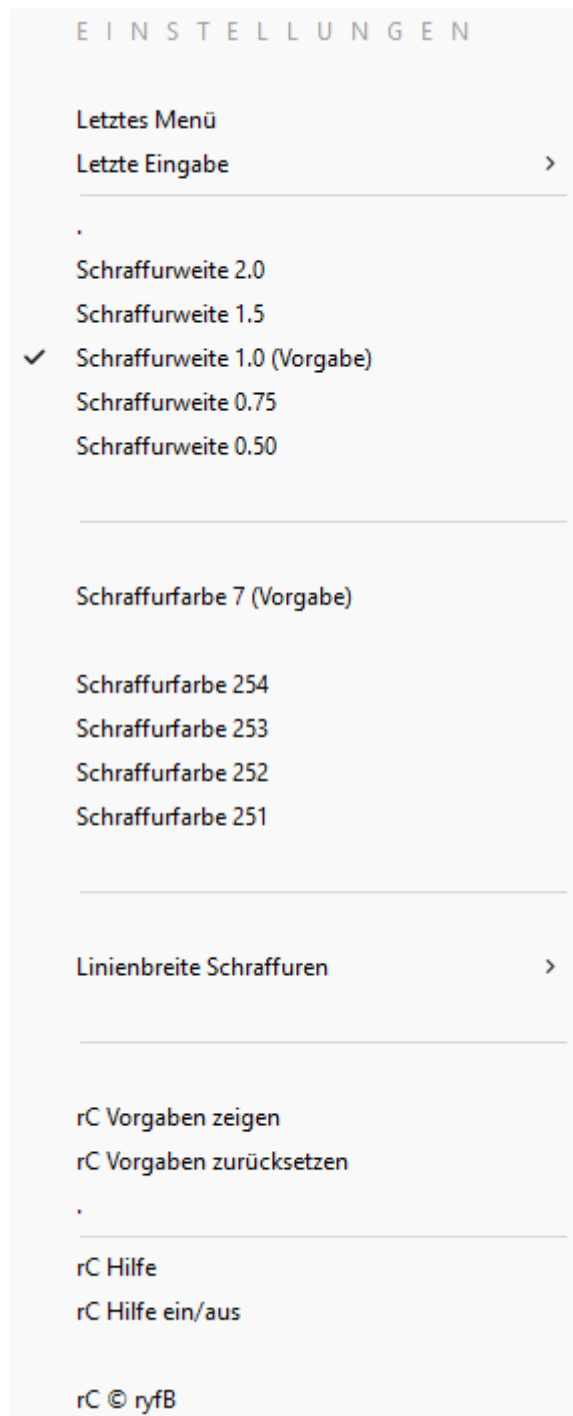 EINSTELLUNGEN
Letztes Menü
Letzte Eingabe
.
Schraffurweite 2.0
Schraffurweite 1.5
Schraffurweite 1.0 (Vorgabe)
Schraffurweite 0.75
Schraffurweite 0.50
Schraffurfarbe 7 (Vorgabe)
Schraffurfarbe 254
Schraffurfarbe 253
Schraffurfarbe 252
Schraffurfarbe 251
Linienbreite Schraffuren
rC Vorgaben zeigen
rC Vorgaben zurücksetzen
.
rC Hilfe
rC Hilfe ein/aus
rC © ryfB